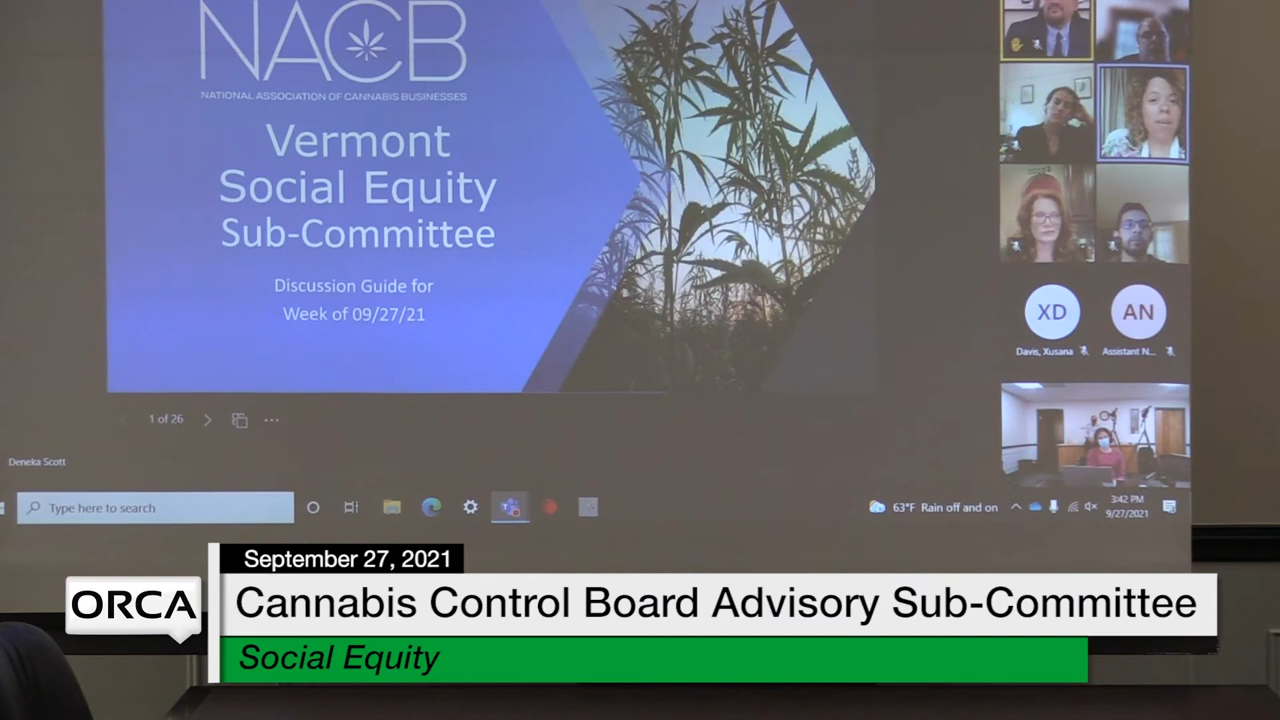 NACB
NATIONAL ASSOCIATION OF CANNABIS BUSINESSES
Vermont
Social Equity
Sub-Committee
Discussion Guide for
Week of 09/27/21
1 of 26
XD
AN
Davis, Xusana
Assistant N...
Deneka Scott
Type here to search
63°F Rain off and on
3:42 PM
9/27/2021
September 27, 2021
ORCA
Cannabis Control Board Advisory Sub-Committee
Social Equity